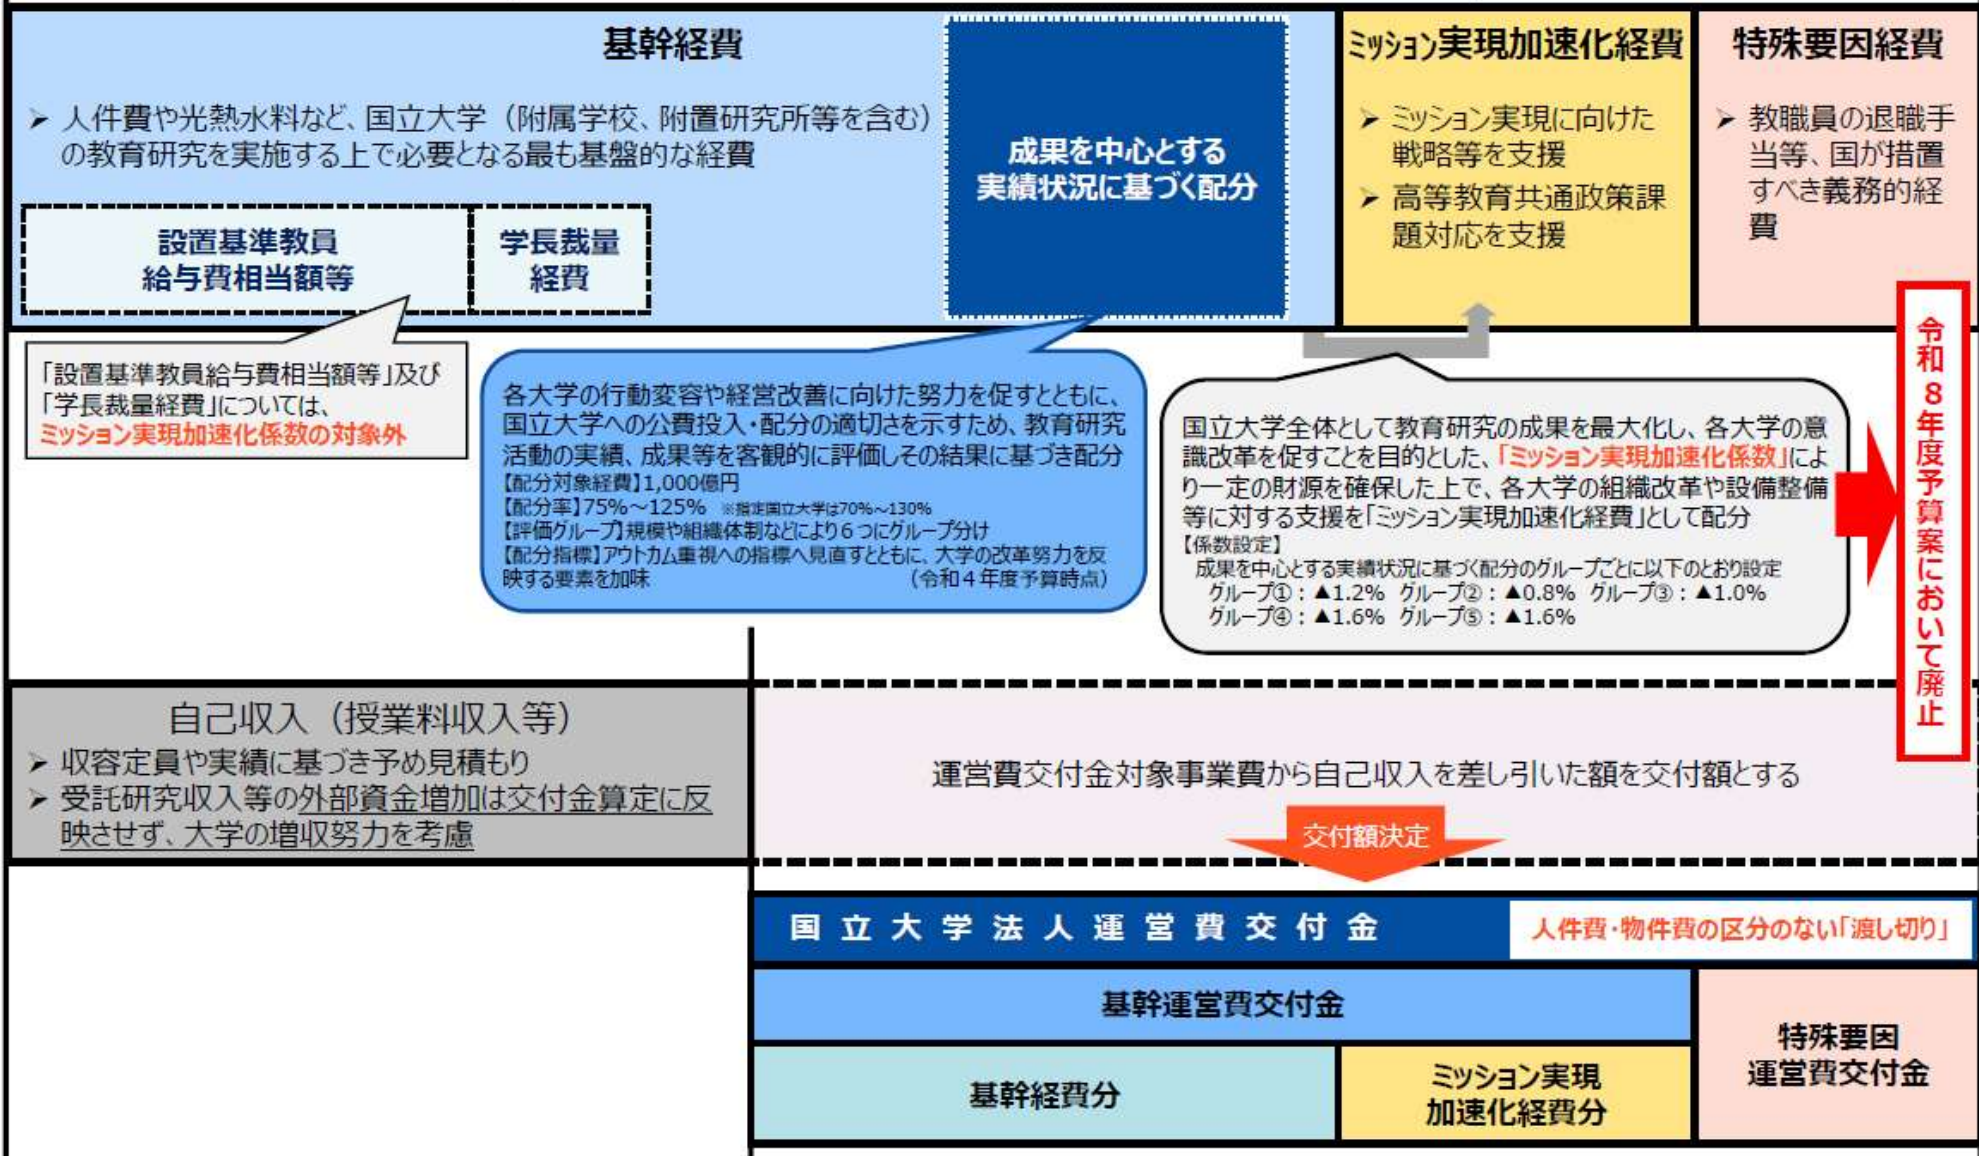 基幹経費
➢ 人件費や光熱水料など、国立大学（附属学校、附置研究所等を含む）
の教育研究を実施する上で必要となる最も基盤的な経費
設置基準教員
給与費相当額等
学長裁量
経費
成果を中心とする
実績状況に基づく配分
ミッション実現加速化経費
➢ ミッション実現に向けた
戦略等を支援
➢ 高等教育共通政策課
題対応を支援
特殊要因経費
➢ 教職員の退職手
当等、国が措置
すべき義務的経
費
「設置基準教員給与費相当額等」及び
「学長裁量経費」については、
ミッション実現加速化係数の対象外
各大学の行動変容や経営改善に向けた努力を促すとともに、
国立大学への公費投入・配分の適切さを示すため、教育研究
活動の実績、成果等を客観的に評価しその結果に基づき配分
【配分対象経費】1,000億円
【配分率】75%～125% ※指定国立大学は70%～130%
【評価グループ】規模や組織体制などにより６つにグループ分け
【配分指標】アウトカム重視への指標へ見直すとともに、大学の改革努力を反
映する要素を加味 （令和４年度予算時点）
国立大学全体として教育研究の成果を最大化し、各大学の意
識改革を促すことを目的とした、「ミッション実現加速化係数」によ
り一定の財源を確保した上で、各大学の組織改革や設備整備
等に対する支援を「ミッション実現加速化経費」として配分
【係数設定】
成果を中心とする実績状況に基づく配分のグループごとに以下のとおり設定
グループ①：▲1.2% グループ②：▲0.8% グループ③：▲1.0%
グループ④：▲1.6% グループ⑤：▲1.6%
令和８年度予算案において廃止
自己収入（授業料収入等）
➢ 収容定員や実績に基づき予め見積もり
➢ 受託研究収入等の外部資金増加は交付金算定に反
映させず、大学の増収努力を考慮
運営費交付金対象事業費から自己収入を差し引いた額を交付額とする
交付額決定
国立大学法人運営費交付金
人件費・物件費の区分のない「渡し切り」
基幹運営費交付金
特殊要因
運営費交付金
基幹経費分
ミッション実現
加速化経費分